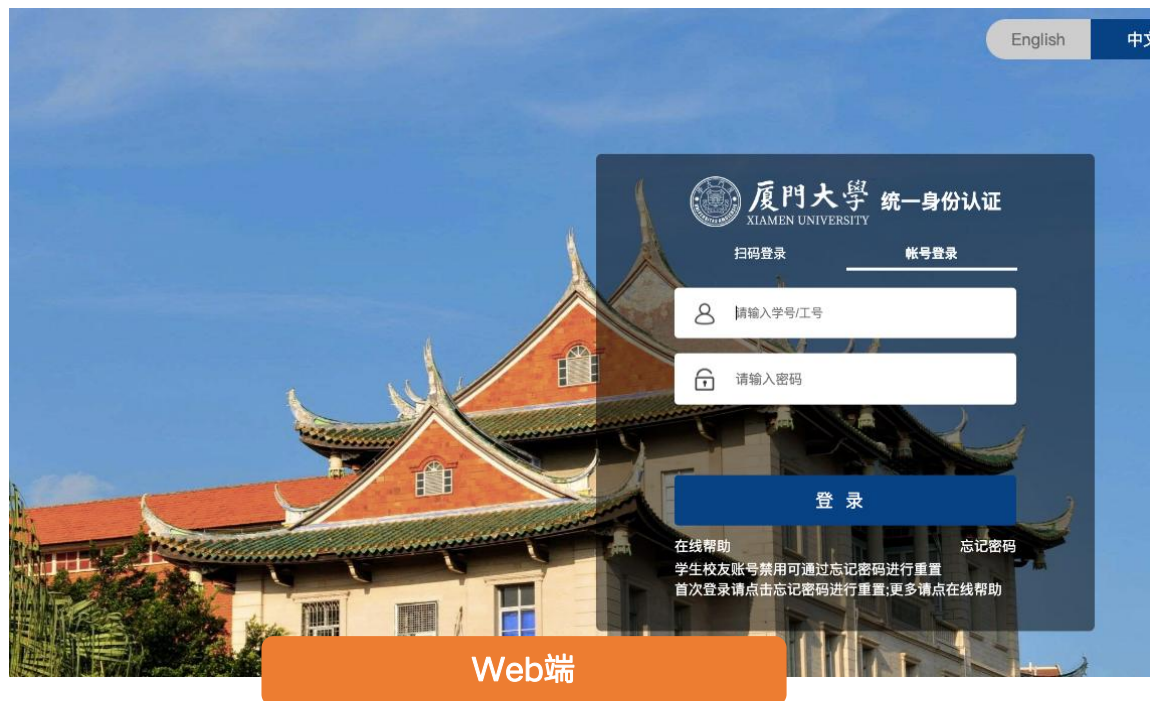 English
中文
厦門大學 统一身份认证
XIAMEN UNIVERSITY
扫码登录 帐号登录
请输入学号/工号
请输入密码
登 录
在线帮助 忘记密码
学生校友账号禁用可通过忘记密码进行重置
首次登录请点击忘记密码进行重置;更多请点在线帮助
Web端